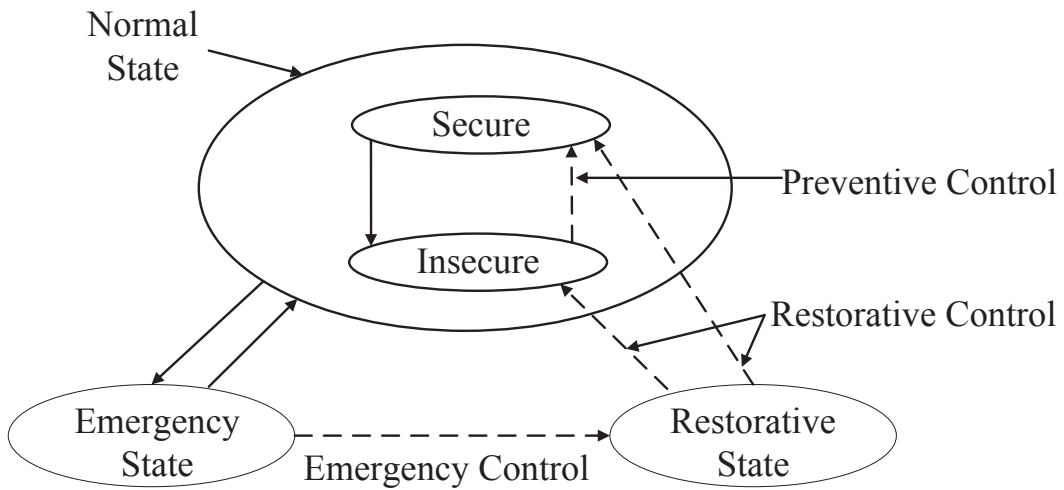 Normal
State
Secure
Preventive Control
Insecure
Restorative Control
Emergency
State
Emergency Control
Restorative
State